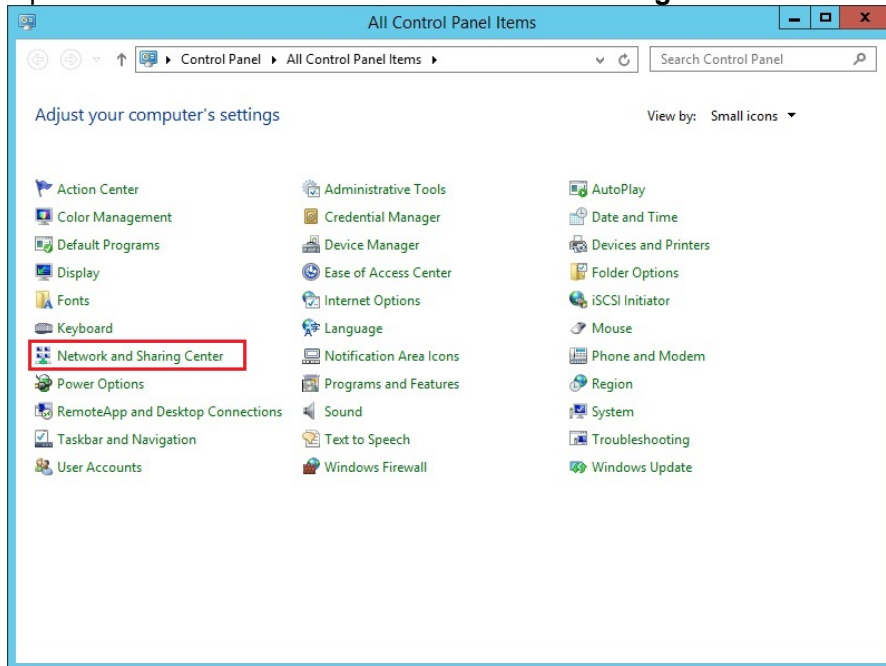 All Control Panel Items
Control Panel All Control Panel Items
Search Control Panel
Adjust your computer's settings
View by: Small icons
Action Center Administrative Tools AutoPlay
Color Management Credential Manager Date and Time
Default Programs Device Manager Devices and Printers
Display Ease of Access Center Folder Options
Fonts Internet Options iSCSI Initiator
Keyboard Language Mouse
Network and Sharing Center Notification Area Icons Phone and Modem
Power Options Programs and Features Region
RemoteApp and Desktop Connections Sound System
Taskbar and Navigation Text to Speech Troubleshooting
User Accounts Windows Firewall Windows Update